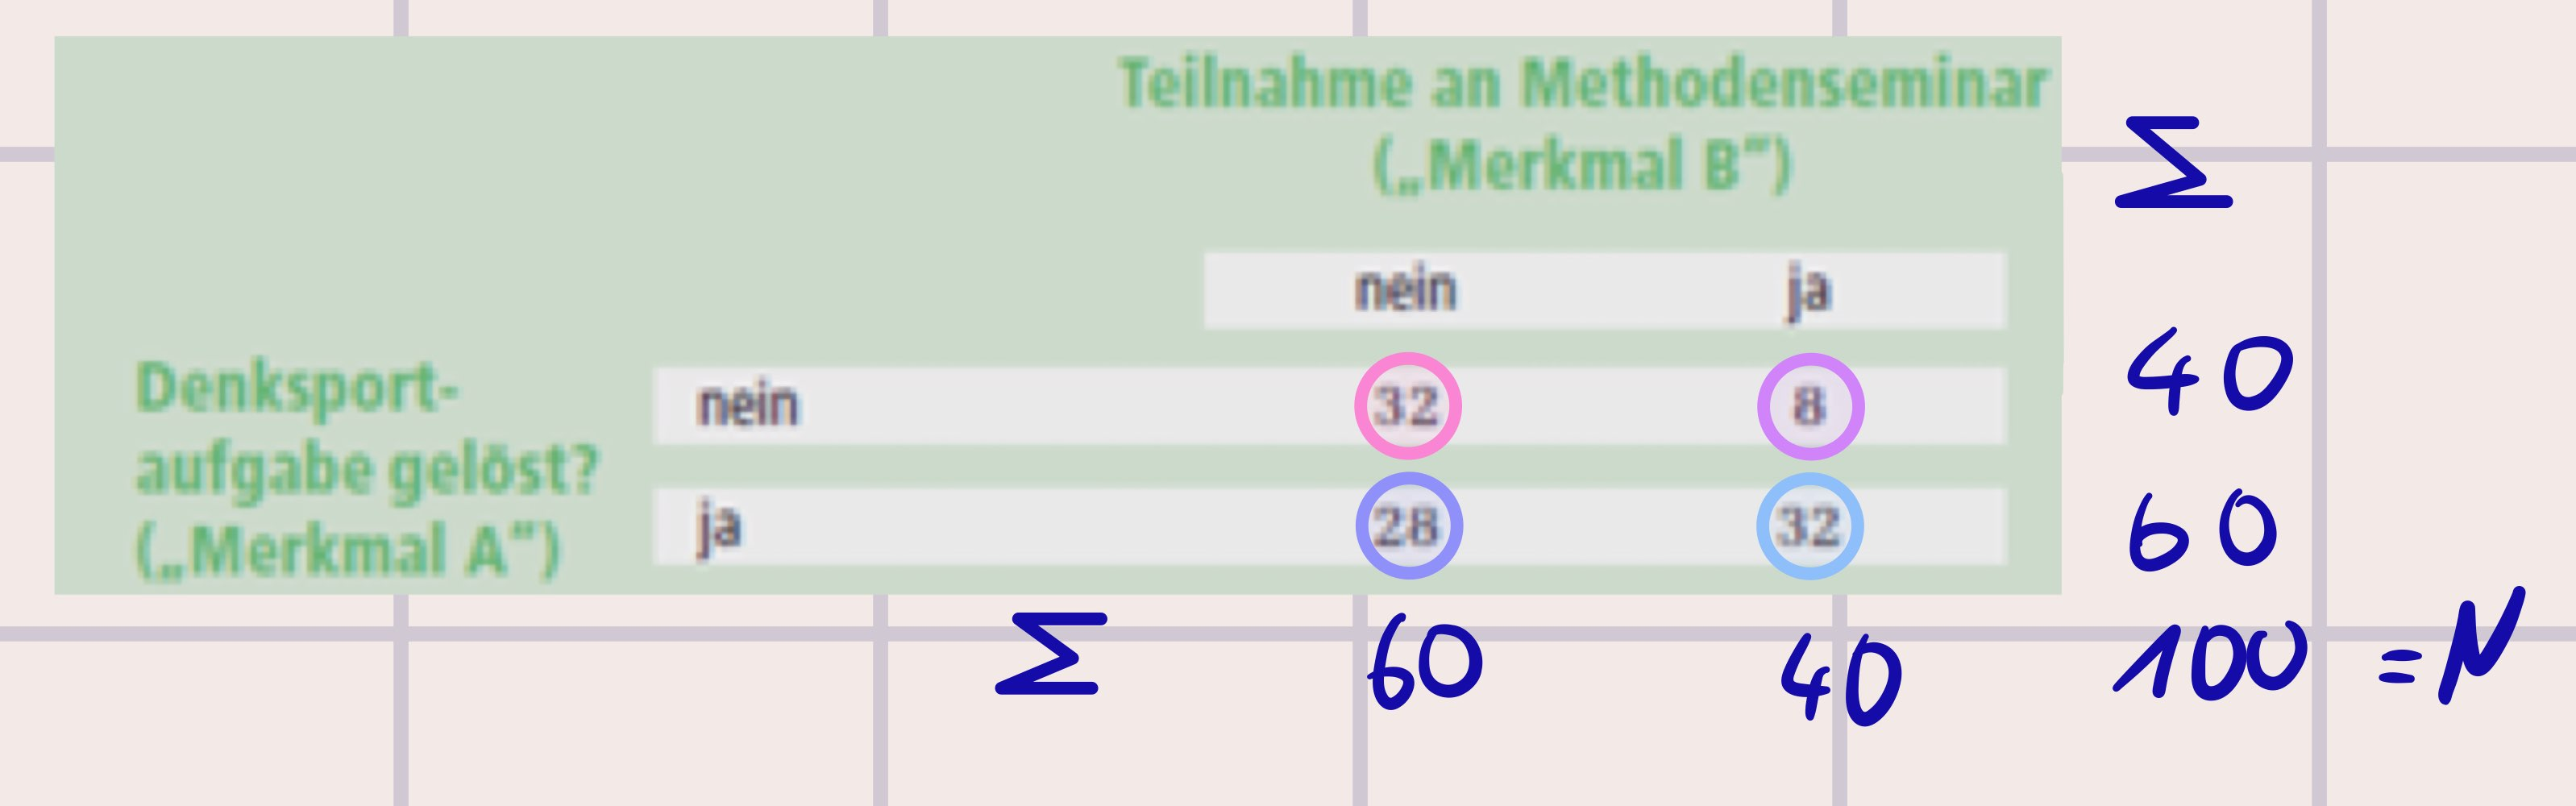 Teilnahme an Methodenseminar
(„Merkmal B“)
Σ
nein ja
Denksport-
aufgabe gelöst?
(„Merkmal A“)
nein 32 8 40
ja 28 32 60
Σ 60 40 100 = N